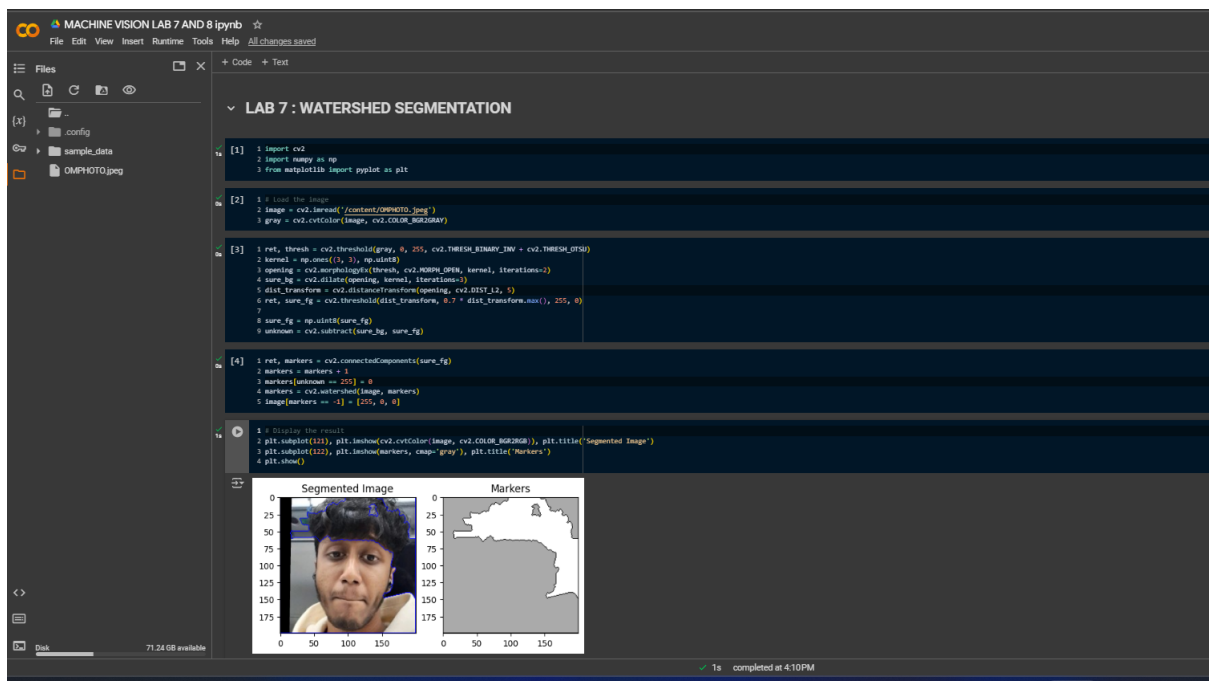 CO MACHINE VISION LAB 7 AND 8 ipynb
File Edit View Insert Runtime Tools Help All changes saved
Files
+ Code + Text
..
{x}
.config
sample_data
OMPHOTO.jpeg
LAB 7 : WATERSHED SEGMENTATION
1s [1] 1 import cv2
2 import numpy as np
3 from matplotlib import pyplot as plt
0s [2] 1 # Load the image
2 image = cv2.imread('/content/OMPHOTO.jpeg')
3 gray = cv2.cvtColor(image, cv2.COLOR_BGR2GRAY)
0s [3] 1 ret, thresh = cv2.threshold(gray, 0, 255, cv2.THRESH_BINARY_INV + cv2.THRESH_OTSU)
2 kernel = np.ones((3, 3), np.uint8)
3 opening = cv2.morphologyEx(thresh, cv2.MORPH_OPEN, kernel, iterations=2)
4 sure_bg = cv2.dilate(opening, kernel, iterations=3)
5 dist_transform = cv2.distanceTransform(opening, cv2.DIST_L2, 5)
6 ret, sure_fg = cv2.threshold(dist_transform, 0.7 * dist_transform.max(), 255, 0)
7
8 sure_fg = np.uint8(sure_fg)
9 unknown = cv2.subtract(sure_bg, sure_fg)
0s [4] 1 ret, markers = cv2.connectedComponents(sure_fg)
2 markers = markers + 1
3 markers[unknown == 255] = 0
4 markers = cv2.watershed(image, markers)
5 image[markers == -1] = [255, 0, 0]
1s 1 # Display the result
2 plt.subplot(121), plt.imshow(cv2.cvtColor(image, cv2.COLOR_BGR2RGB)), plt.title('Segmented Image')
3 plt.subplot(122), plt.imshow(markers, cmap='gray'), plt.title('Markers')
4 plt.show()
Segmented Image Markers
0 0
25 25
50 50
75 75
100 100
125 125
150 150
175 175
0 50 100 150 0 50 100 150
Disk 71.24 GB available
1s completed at 4:10 PM